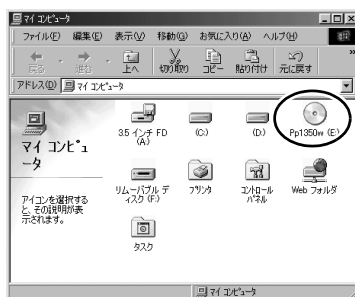 マイ コンピュータ
ファイル(F) 編集(E) 表示(V) 移動(G) お気に入り(A) ヘルプ(H)
戻る 進む 上へ 切り取り コピー 貼り付け 元に戻す »
アドレス(D) マイ コンピュータ
マイ コンピュ
ータ
アイコンを選択する
と、その説明が表
示されます。
3.5 インチ FD
(A:)
(C:)
(D:)
Pp1350w (E:)
リムーバブル デ
ィスク (F:)
プリンタ
コントロール
パネル
Web フォルダ
タスク
マイ コンピュータ